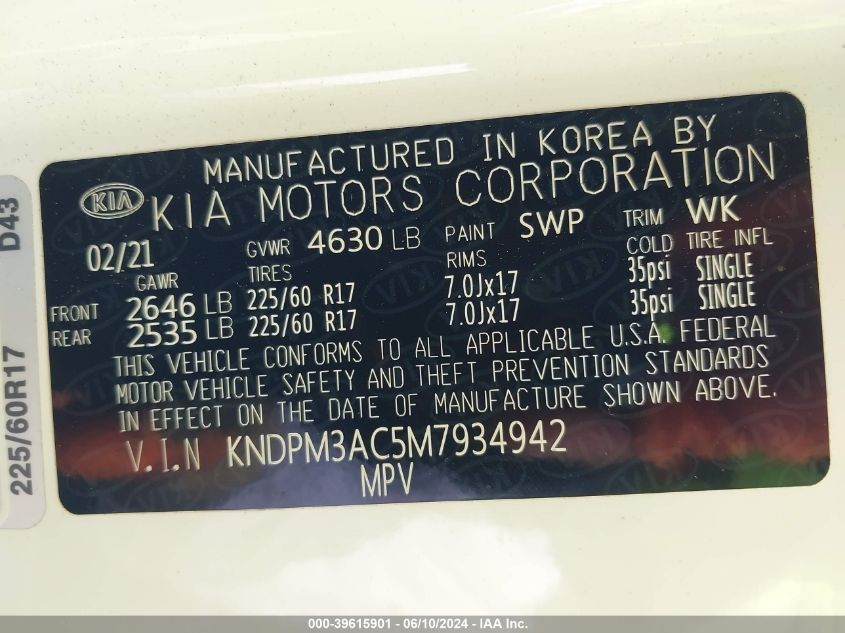 MANUFACTURED IN KOREA BY
KIA KIA MOTORS CORPORATION
02/21 GVWR 4630 LB PAINT SWP TRIM WK
GAWR TIRES RIMS COLD TIRE INFL
FRONT 2646 LB 225/60 R17 7.0Jx17 35psi SINGLE
REAR 2535 LB 225/60 R17 7.0Jx17 35psi SINGLE
THIS VEHICLE CONFORMS TO ALL APPLICABLE U.S.A. FEDERAL
MOTOR VEHICLE SAFETY AND THEFT PREVENTION STANDARDS
IN EFFECT ON THE DATE OF MANUFACTURE SHOWN ABOVE.
V.I.N KNDPM3AC5M7934942
MPV
225/60R17 D43
000-39615901 - 06/10/2024 - IAA Inc.